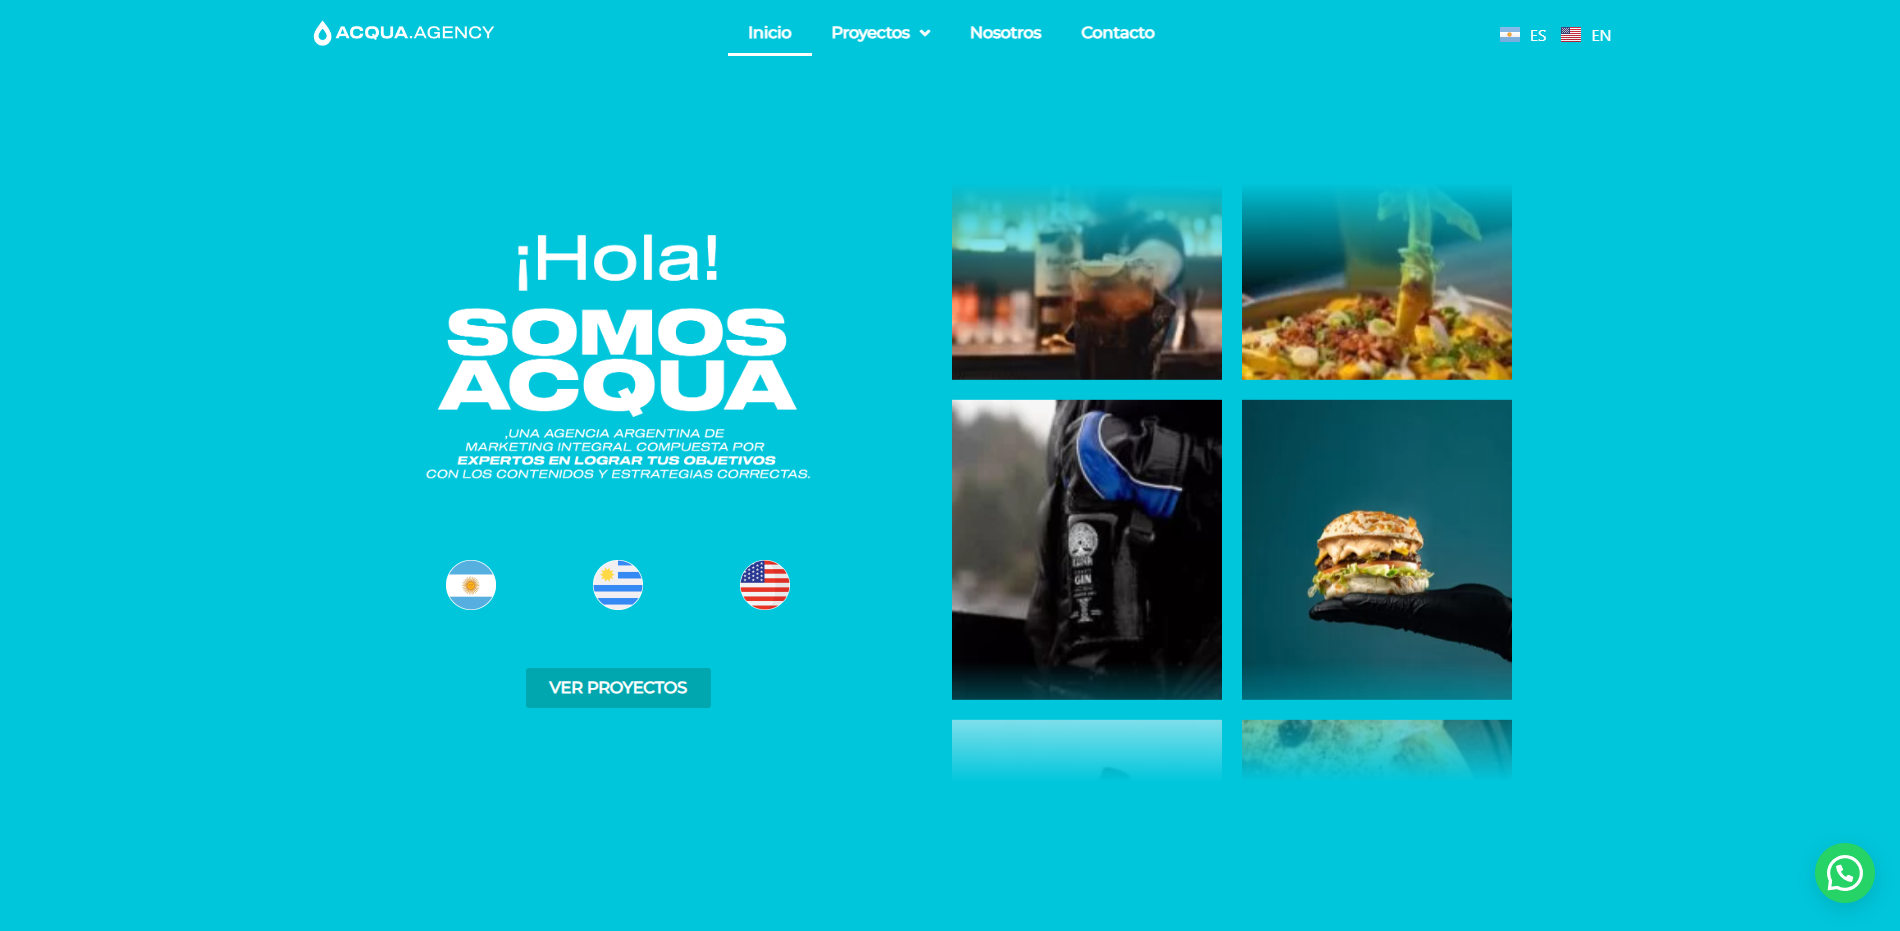 ACQUA.AGENCY
Inicio
Proyectos
Nosotros
Contacto
ES
EN
¡Hola!
SOMOS
ACQUA
,UNA AGENCIA ARGENTINA DE
MARKETING INTEGRAL COMPUESTA POR
EXPERTOS EN LOGRAR TUS OBJETIVOS
CON LOS CONTENIDOS Y ESTRATEGIAS CORRECTAS.
VER PROYECTOS
GIN